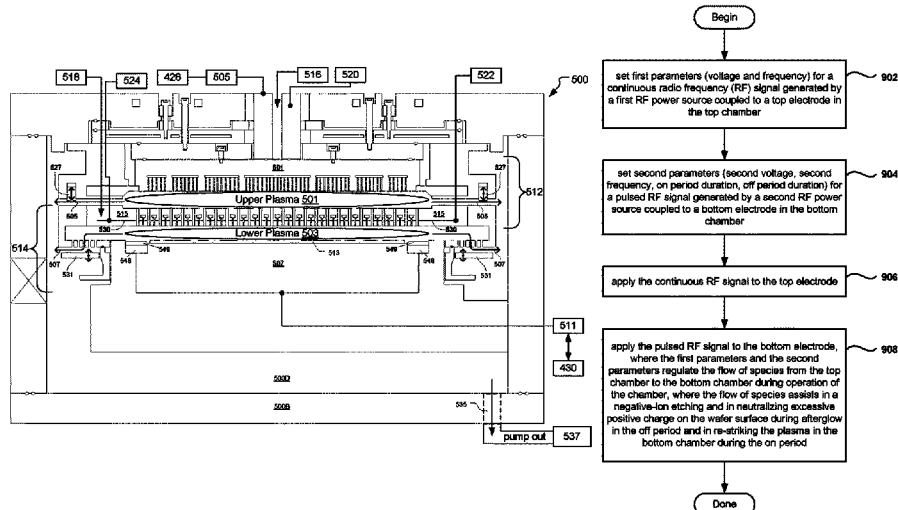 518
524
426
505
516
520
522
500
501
527
527
512
Upper Plasma 501
505
505
515
515
530
530
Lower Plasma 503
514
507
531
548
549
513
549
548
507
531
507
511
430
500D
500B
535
pump out
537
Begin
set first parameters (voltage and frequency) for a
continuous radio frequency (RF) signal generated by
a first RF power source coupled to a top electrode in
the top chamber
902
set second parameters (second voltage, second
frequency, on period duration, off period duration) for
a pulsed RF signal generated by a second RF power
source coupled to a bottom electrode in the bottom
chamber
904
apply the continuous RF signal to the top electrode
906
apply the pulsed RF signal to the bottom electrode,
where the first parameters and the second
parameters regulate the flow of species from the top
chamber to the bottom chamber during operation of
the chamber, where the flow of species assists in a
negative-ion etching and in neutralizing excessive
positive charge on the wafer surface during afterglow
in the off period and in re-striking the plasma in the
bottom chamber during the on period
908
Done